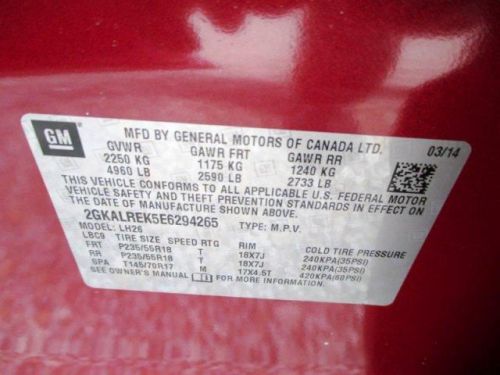 GM
MFD BY GENERAL MOTORS OF CANADA LTD.
GVWR GAWR FRT GAWR RR 03/14
2250 KG 1175 KG 1240 KG
4960 LB 2590 LB 2733 LB
THIS VEHICLE CONFORMS TO ALL APPLICABLE U.S. FEDERAL MOTOR
VEHICLE SAFETY AND THEFT PREVENTION STANDARDS IN EFFECT ON
THE DATE OF MANUFACTURE SHOWN ABOVE.
2GKALREK5E6294265 TYPE: M.P.V.
MODEL: LH26
LBC9 TIRE SIZE SPEED RTG RIM COLD TIRE PRESSURE
FRT P235/55R18 T 18X7J 240KPA(35PSI)
RR P235/55R18 T 18X7J 240KPA(35PSI)
SPA T145/70R17 M 17X4.5T 420KPA(60PSI)
SEE OWNER'S MANUAL FOR MORE INFORMATION.